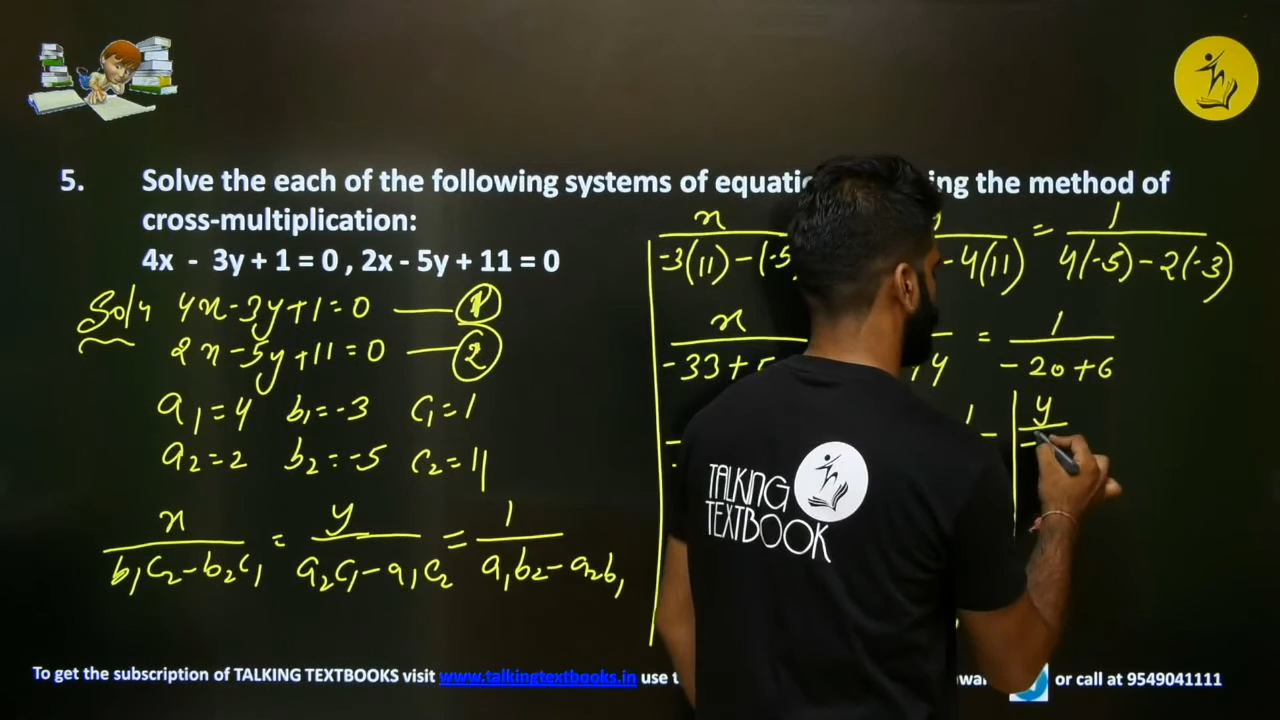 5. Solve the each of the following systems of equatio ing the method of
cross-multiplication:
4x - 3y + 1 = 0 , 2x - 5y + 11 = 0
Soln 4x-3y+1=0 —— 1
2x-5y+11=0 —— 2
a₁=4 b₁=-3 c₁=1
a₂=2 b₂=-5 c₂=11
x/(b₁c₂-b₂c₁) = y/(a₂c₁-a₁c₂) = 1/(a₁b₂-a₂b₁)
x/-3(11)-(-5 -4(11) = 1/4(-5)-2(-3)
x/-33+5 = 1/-20+6
y
TALKING
TEXTBOOK
To get the subscription of TALKING TEXTBOOKS visit www.talkingtextbooks.in use or call at 9549041111